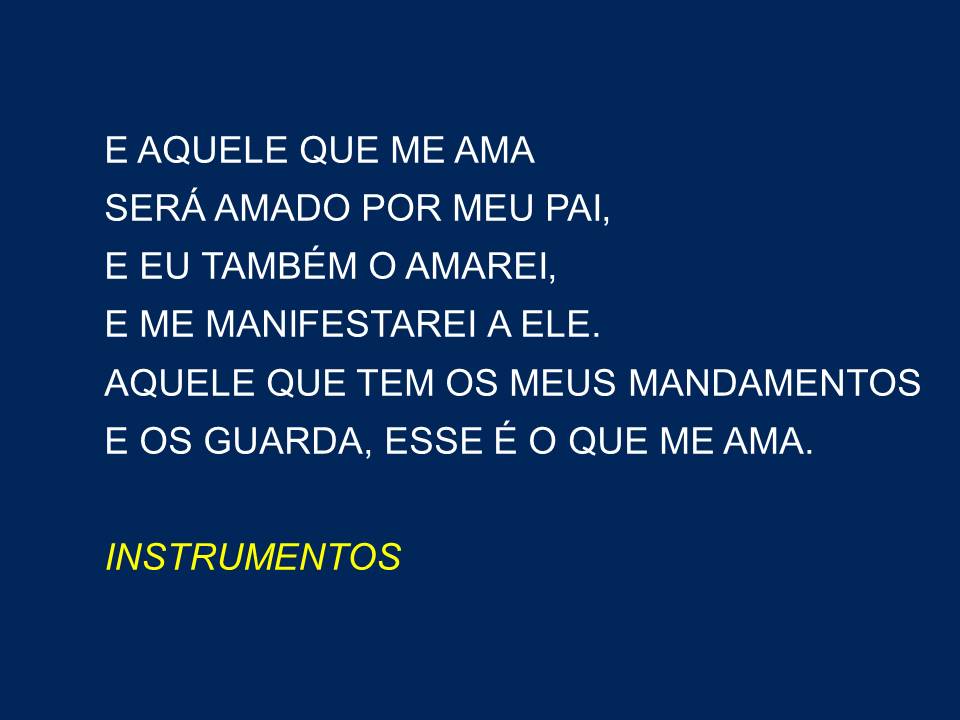 E AQUELE QUE ME AMA
SERÁ AMADO POR MEU PAI,
E EU TAMBÉM O AMAREI,
E ME MANIFESTAREI A ELE.
AQUELE QUE TEM OS MEUS MANDAMENTOS
E OS GUARDA, ESSE É O QUE ME AMA.
INSTRUMENTOS